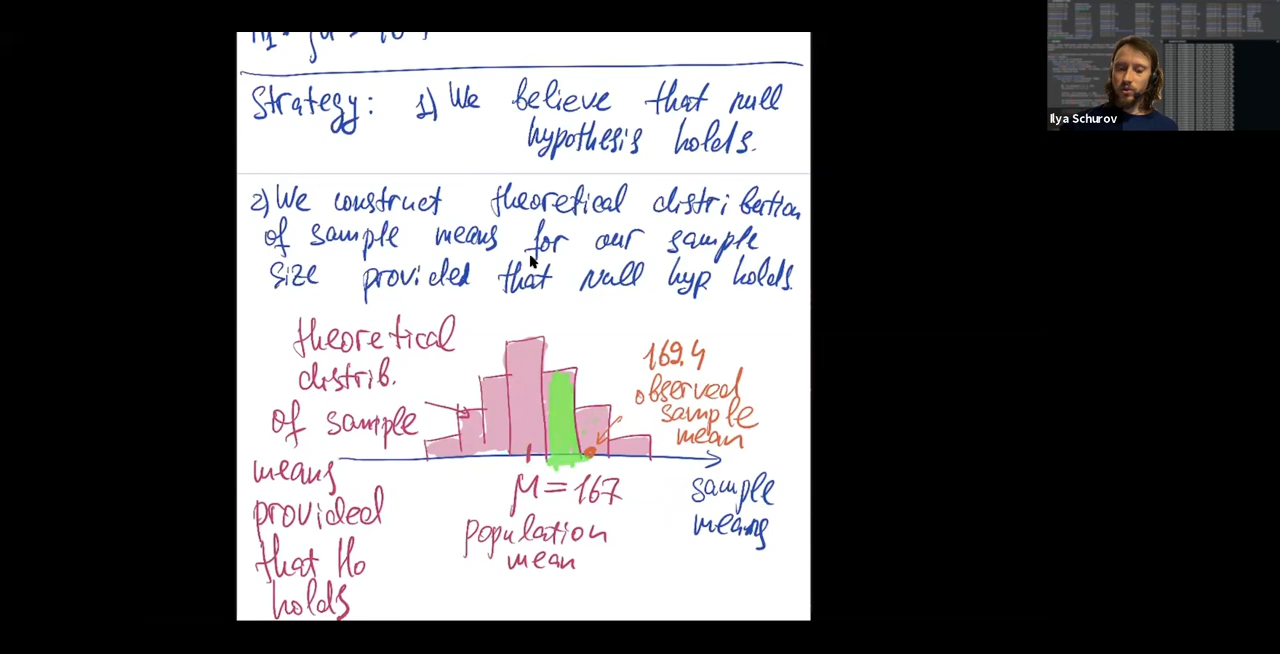 Strategy: 1) We believe that null
hypothesis holds.
2) We construct theoretical distribution
of sample means for our sample
size provided that null hyp holds.
theoretical
distrib.
of sample
means
provided
that H0
holds
169.4
observed
sample
mean
μ = 167
population
mean
sample
means
Ilya Schurov